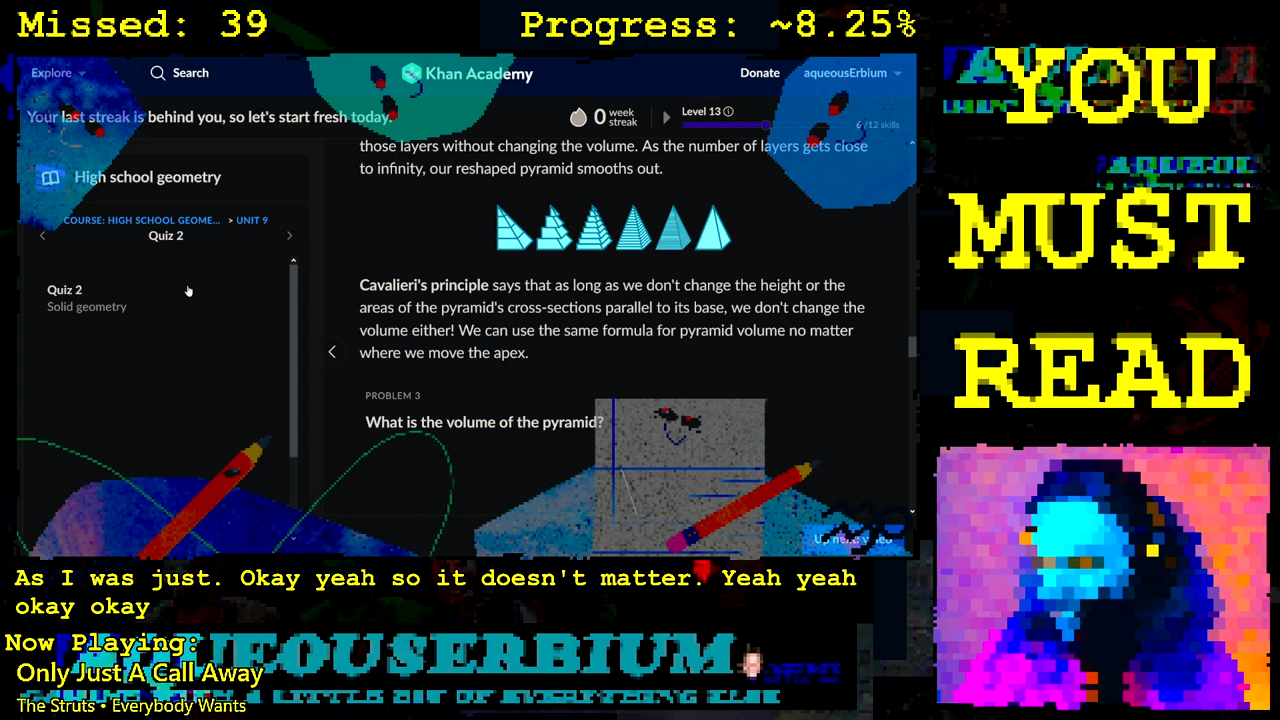 Missed: 39
Progress: ~8.25%
YOU
MUST
READ
Explore
Search
Khan Academy
Donate
aqueousErbium
Your last streak is behind you, so let's start fresh today.
0 week streak
Level 13
6/12 skills
High school geometry
COURSE: HIGH SCHOOL GEOME... > UNIT 9
Quiz 2
Quiz 2
Solid geometry
those layers without changing the volume. As the number of layers gets close
to infinity, our reshaped pyramid smooths out.
Cavalieri's principle says that as long as we don't change the height or the
areas of the pyramid's cross-sections parallel to its base, we don't change the
volume either! We can use the same formula for pyramid volume no matter
where we move the apex.
PROBLEM 3
What is the volume of the pyramid?
As I was just. Okay yeah so it doesn't matter. Yeah yeah
okay okay
Now Playing:
AQUEOUSERBIUM
Only Just A Call Away
The Struts • Everybody Wants